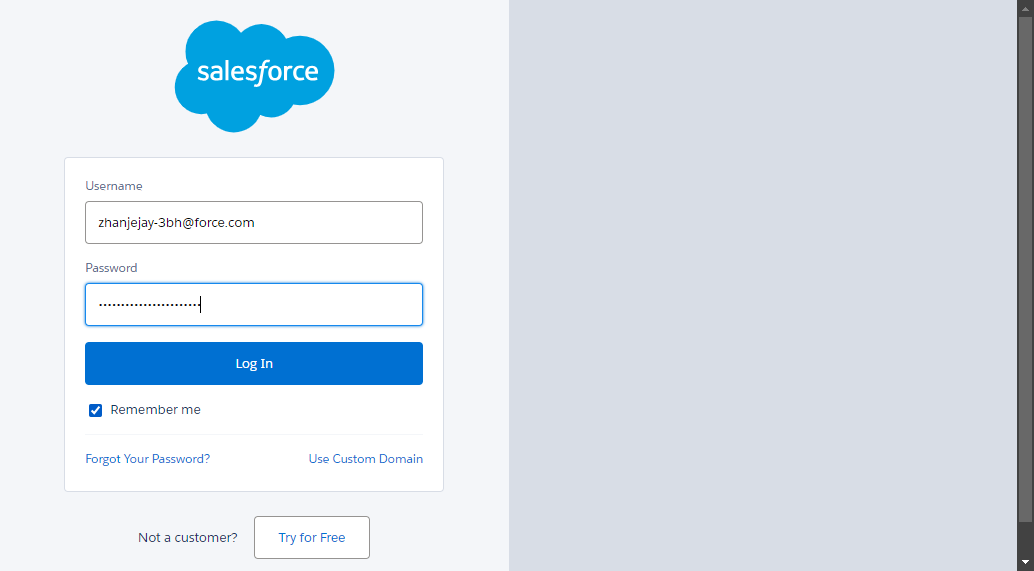 salesforce
Username
zhanjejay-3bh@force.com
Password
Log In
Remember me
Forgot Your Password? Use Custom Domain
Not a customer? Try for Free